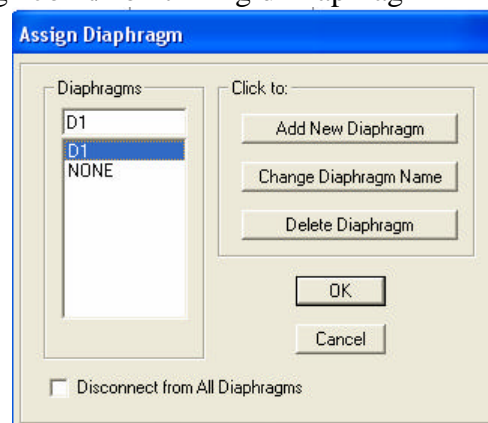 Assign Diaphragm
Diaphragms
D1
D1
NONE
Click to:
Add New Diaphragm
Change Diaphragm Name
Delete Diaphragm
OK
Cancel
Disconnect from All Diaphragms